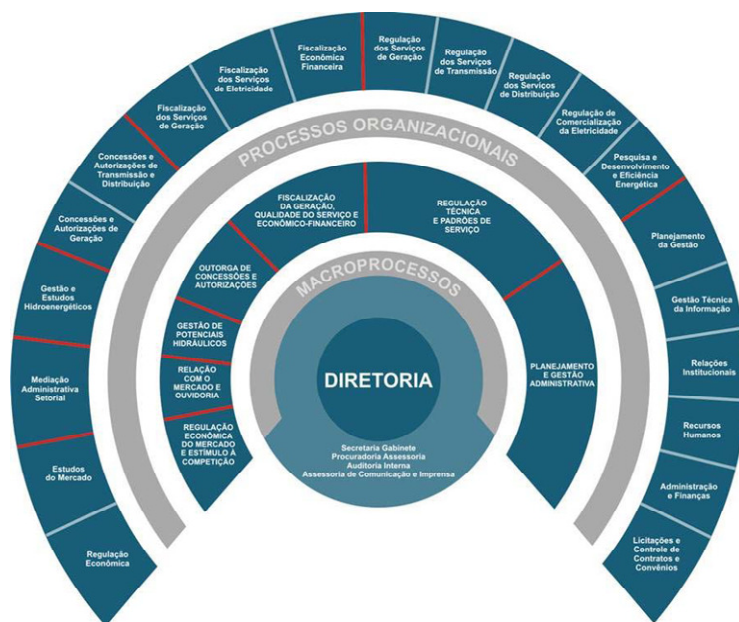 Regulação
Econômica
Estudos
do Mercado
Mediação
Administrativa
Setorial
Gestão e
Estudos
Hidroenergéticos
Concessões e
Autorizações de
Geração
Concessões e
Autorizações de
Transmissão e
Distribuição
Fiscalização
dos Serviços
de Geração
Fiscalização
dos Serviços
de Eletricidade
Fiscalização
Econômica
Financeira
Regulação
dos Serviços
de Geração
Regulação
dos Serviços
de Transmissão
Regulação
dos Serviços
de Distribuição
Regulação de
Comercialização
da Eletricidade
Pesquisa e
Desenvolvimento
e Eficiência
Energética
Planejamento
da Gestão
Gestão Técnica
da Informação
Relações
Institucionais
Recursos
Humanos
Administração
e Finanças
Licitações e
Controle de
Contratos e
Convênios
PROCESSOS ORGANIZACIONAIS
REGULAÇÃO
ECONÔMICA
DO MERCADO
E ESTÍMULO À
COMPETIÇÃO
RELAÇÃO
COM O
MERCADO E
OUVIDORIA
GESTÃO DE
POTENCIAIS
HIDRÁULICOS
OUTORGA DE
CONCESSÕES E
AUTORIZAÇÕES
FISCALIZAÇÃO
DA GERAÇÃO,
QUALIDADE DO SERVIÇO E
ECONÔMICO-FINANCEIRO
REGULAÇÃO
TÉCNICA
E PADRÕES DE
SERVIÇO
PLANEJAMENTO
E GESTÃO
ADMINISTRATIVA
MACROPROCESSOS
DIRETORIA
Secretaria Gabinete
Procuradoria Assessoria
Auditoria Interna
Assessoria de Comunicação e Imprensa